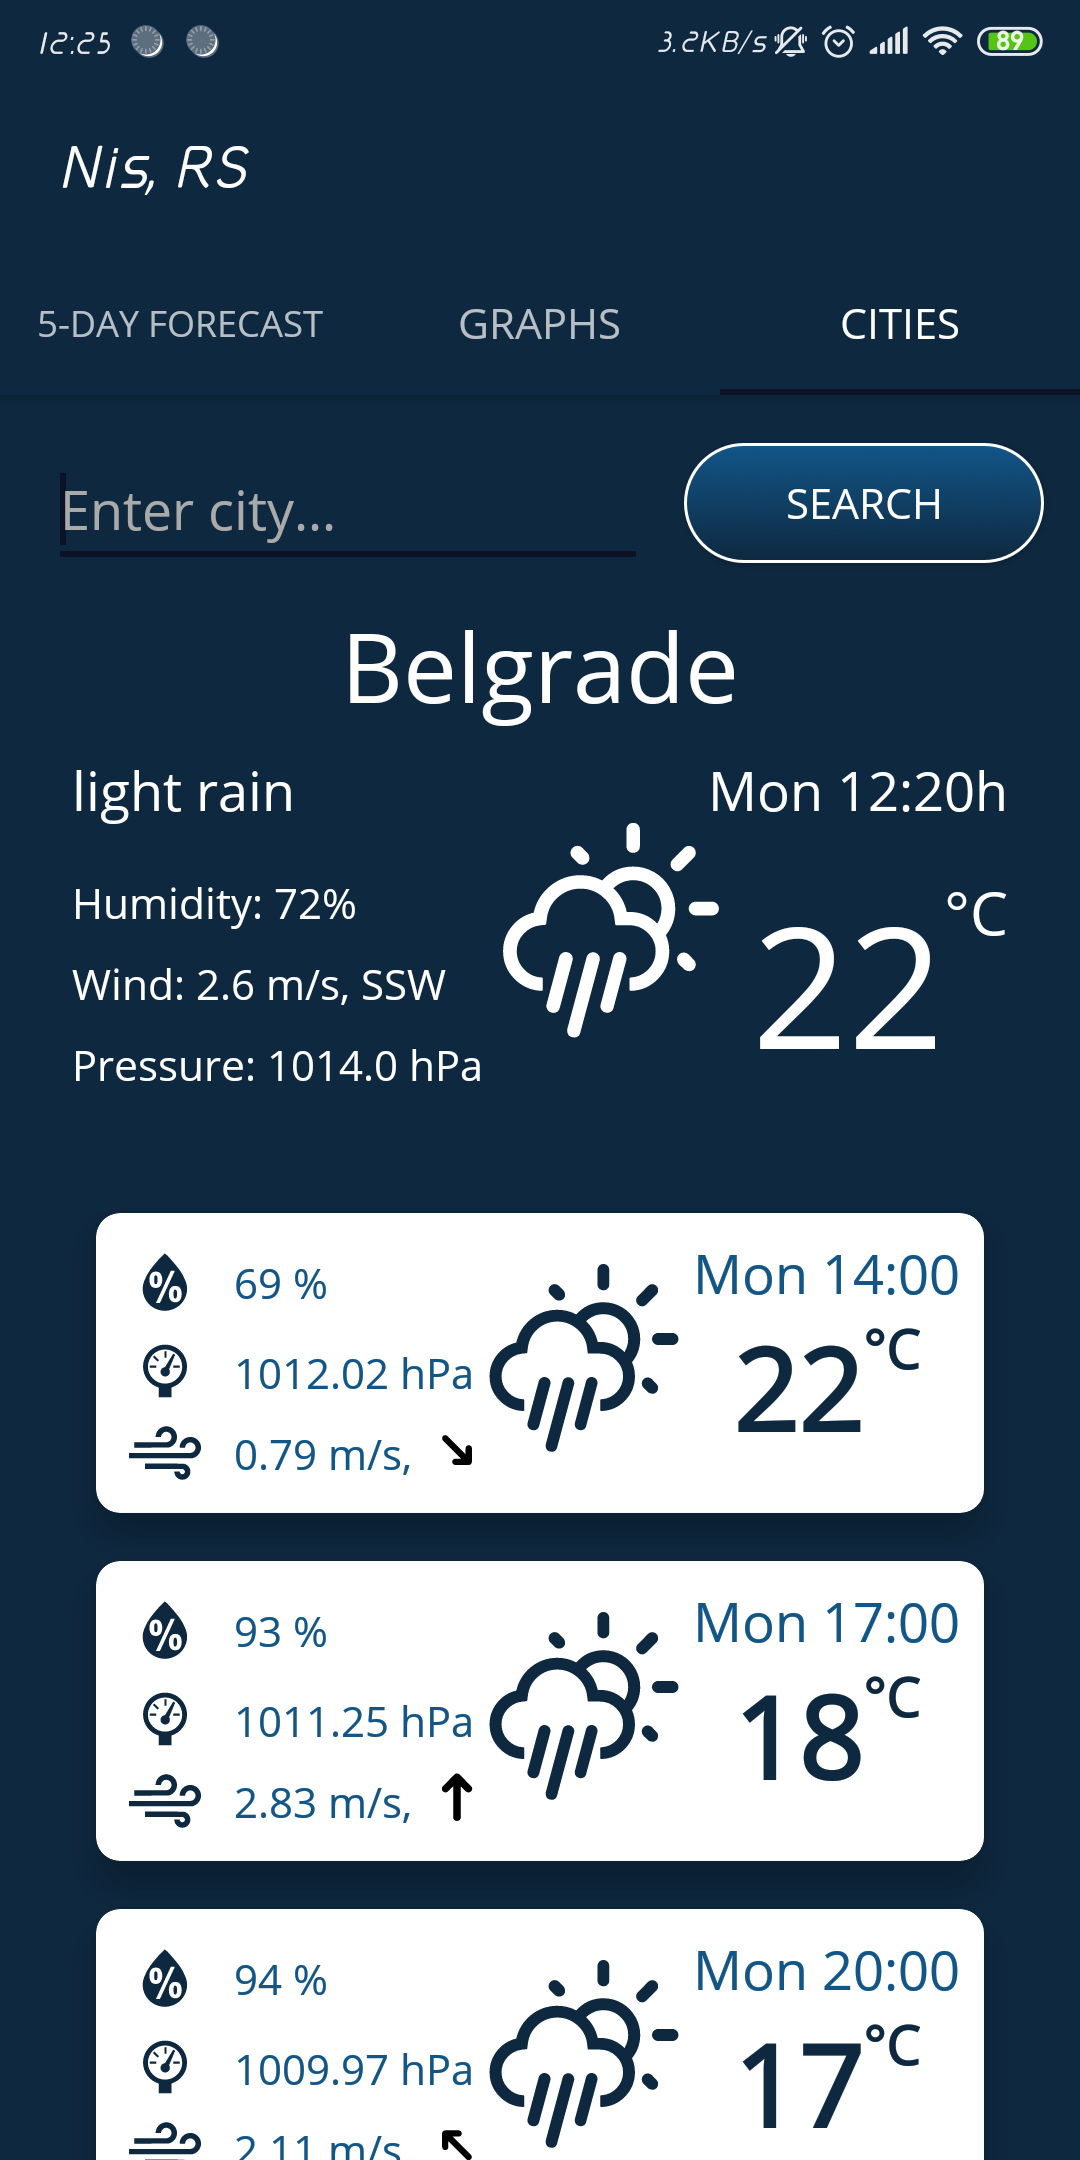 12:25 3.2KB/s 89
Nis, RS
5-DAY FORECAST GRAPHS CITIES
Enter city... SEARCH
Belgrade
light rain Mon 12:20h
Humidity: 72%
Wind: 2.6 m/s, SSW
Pressure: 1014.0 hPa
22 °C
69 % Mon 14:00
1012.02 hPa 22 °C
0.79 m/s,
93 % Mon 17:00
1011.25 hPa 18 °C
2.83 m/s,
94 % Mon 20:00
1009.97 hPa 17 °C
2.11 m/s